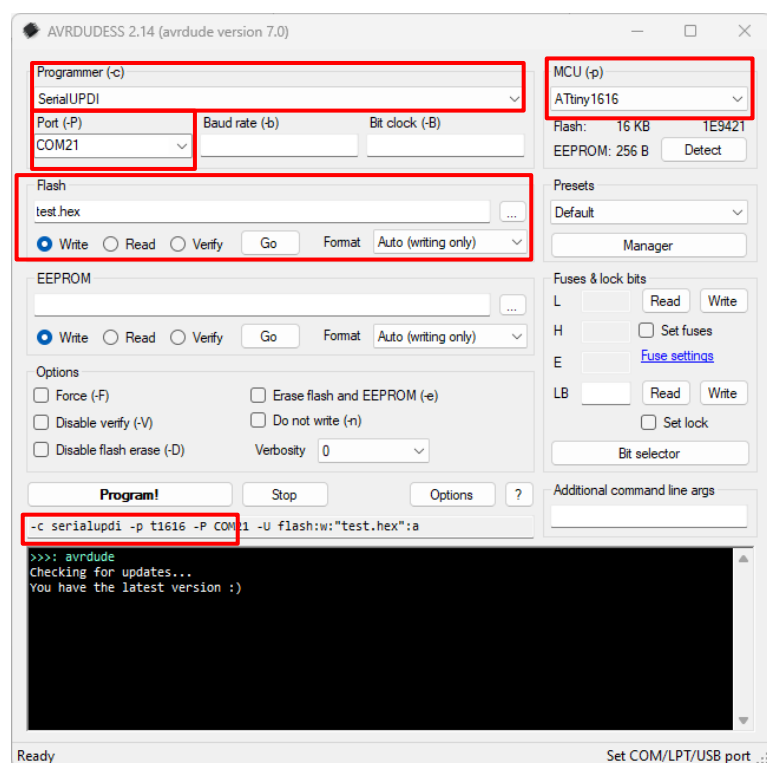 AVRDUDESS 2.14 (avrdude version 7.0)
Programmer (-c)
SerialUPDI
Port (-P) Baud rate (-b) Bit clock (-B)
COM21
MCU (-p)
ATtiny1616
Flash: 16 KB 1E9421
EEPROM: 256 B Detect
Flash
test.hex ...
Write Read Verify Go Format Auto (writing only)
Presets
Default
Manager
EEPROM
...
Write Read Verify Go Format Auto (writing only)
Fuses & lock bits
L Read Write
H Set fuses
E Fuse settings
LB Read Write
Set lock
Bit selector
Options
Force (-F) Erase flash and EEPROM (-e)
Disable verify (-V) Do not write (-n)
Disable flash erase (-D) Verbosity 0
Program! Stop Options ?
Additional command line args
-c serialupdi -p t1616 -P COM21 -U flash:w:"test.hex":a
>>>: avrdude
Checking for updates...
You have the latest version :)
Ready Set COM/LPT/USB port